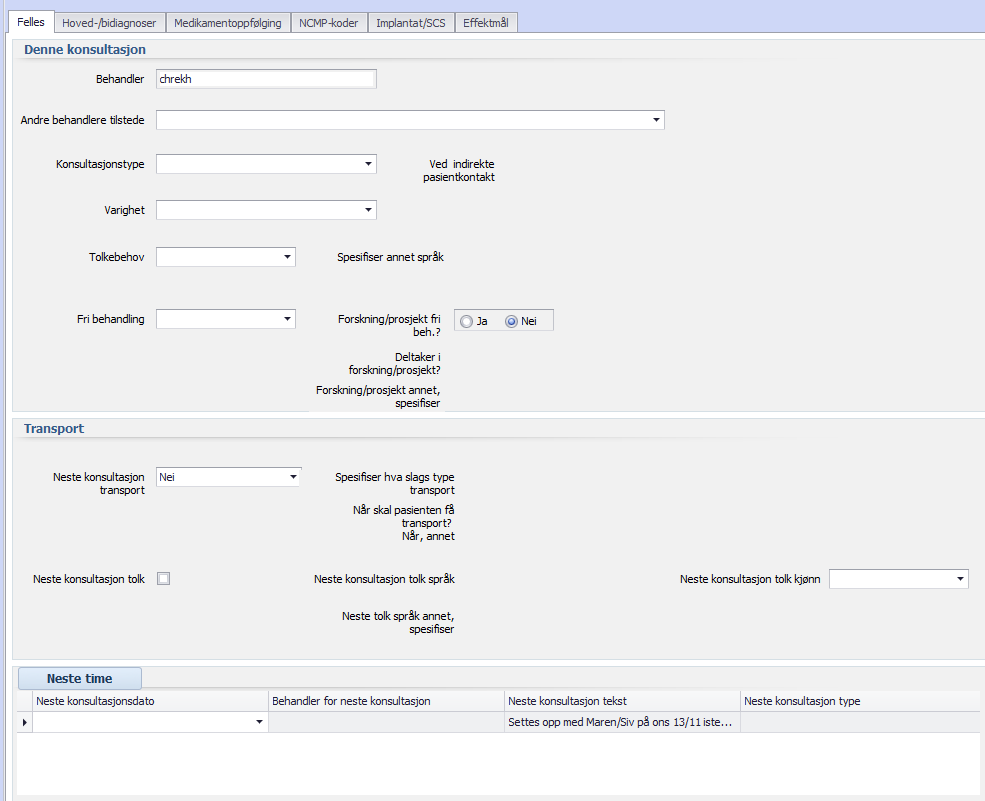 Felles Hoved-/bidiagnoser Medikamentoppfølging NCMP-koder Implantat/SCS Effektmål
Denne konsultasjon
Behandler chrekh
Andre behandlere tilstede
Konsultasjonstype Ved indirekte
pasientkontakt
Varighet
Tolkebehov Spesifiser annet språk
Fri behandling Forskning/prosjekt fri Ja Nei
beh.?
Deltaker i
forskning/prosjekt?
Forskning/prosjekt annet,
spesifiser
Transport
Neste konsultasjon Nei Spesifiser hva slags type
transport transport
Når skal pasienten få
transport?
Når, annet
Neste konsultasjon tolk Neste konsultasjon tolk språk Neste konsultasjon tolk kjønn
Neste tolk språk annet,
spesifiser
Neste time
Neste konsultasjonsdato Behandler for neste konsultasjon Neste konsultasjon tekst Neste konsultasjon type
Settes opp med Maren/Siv på ons 13/11 iste...